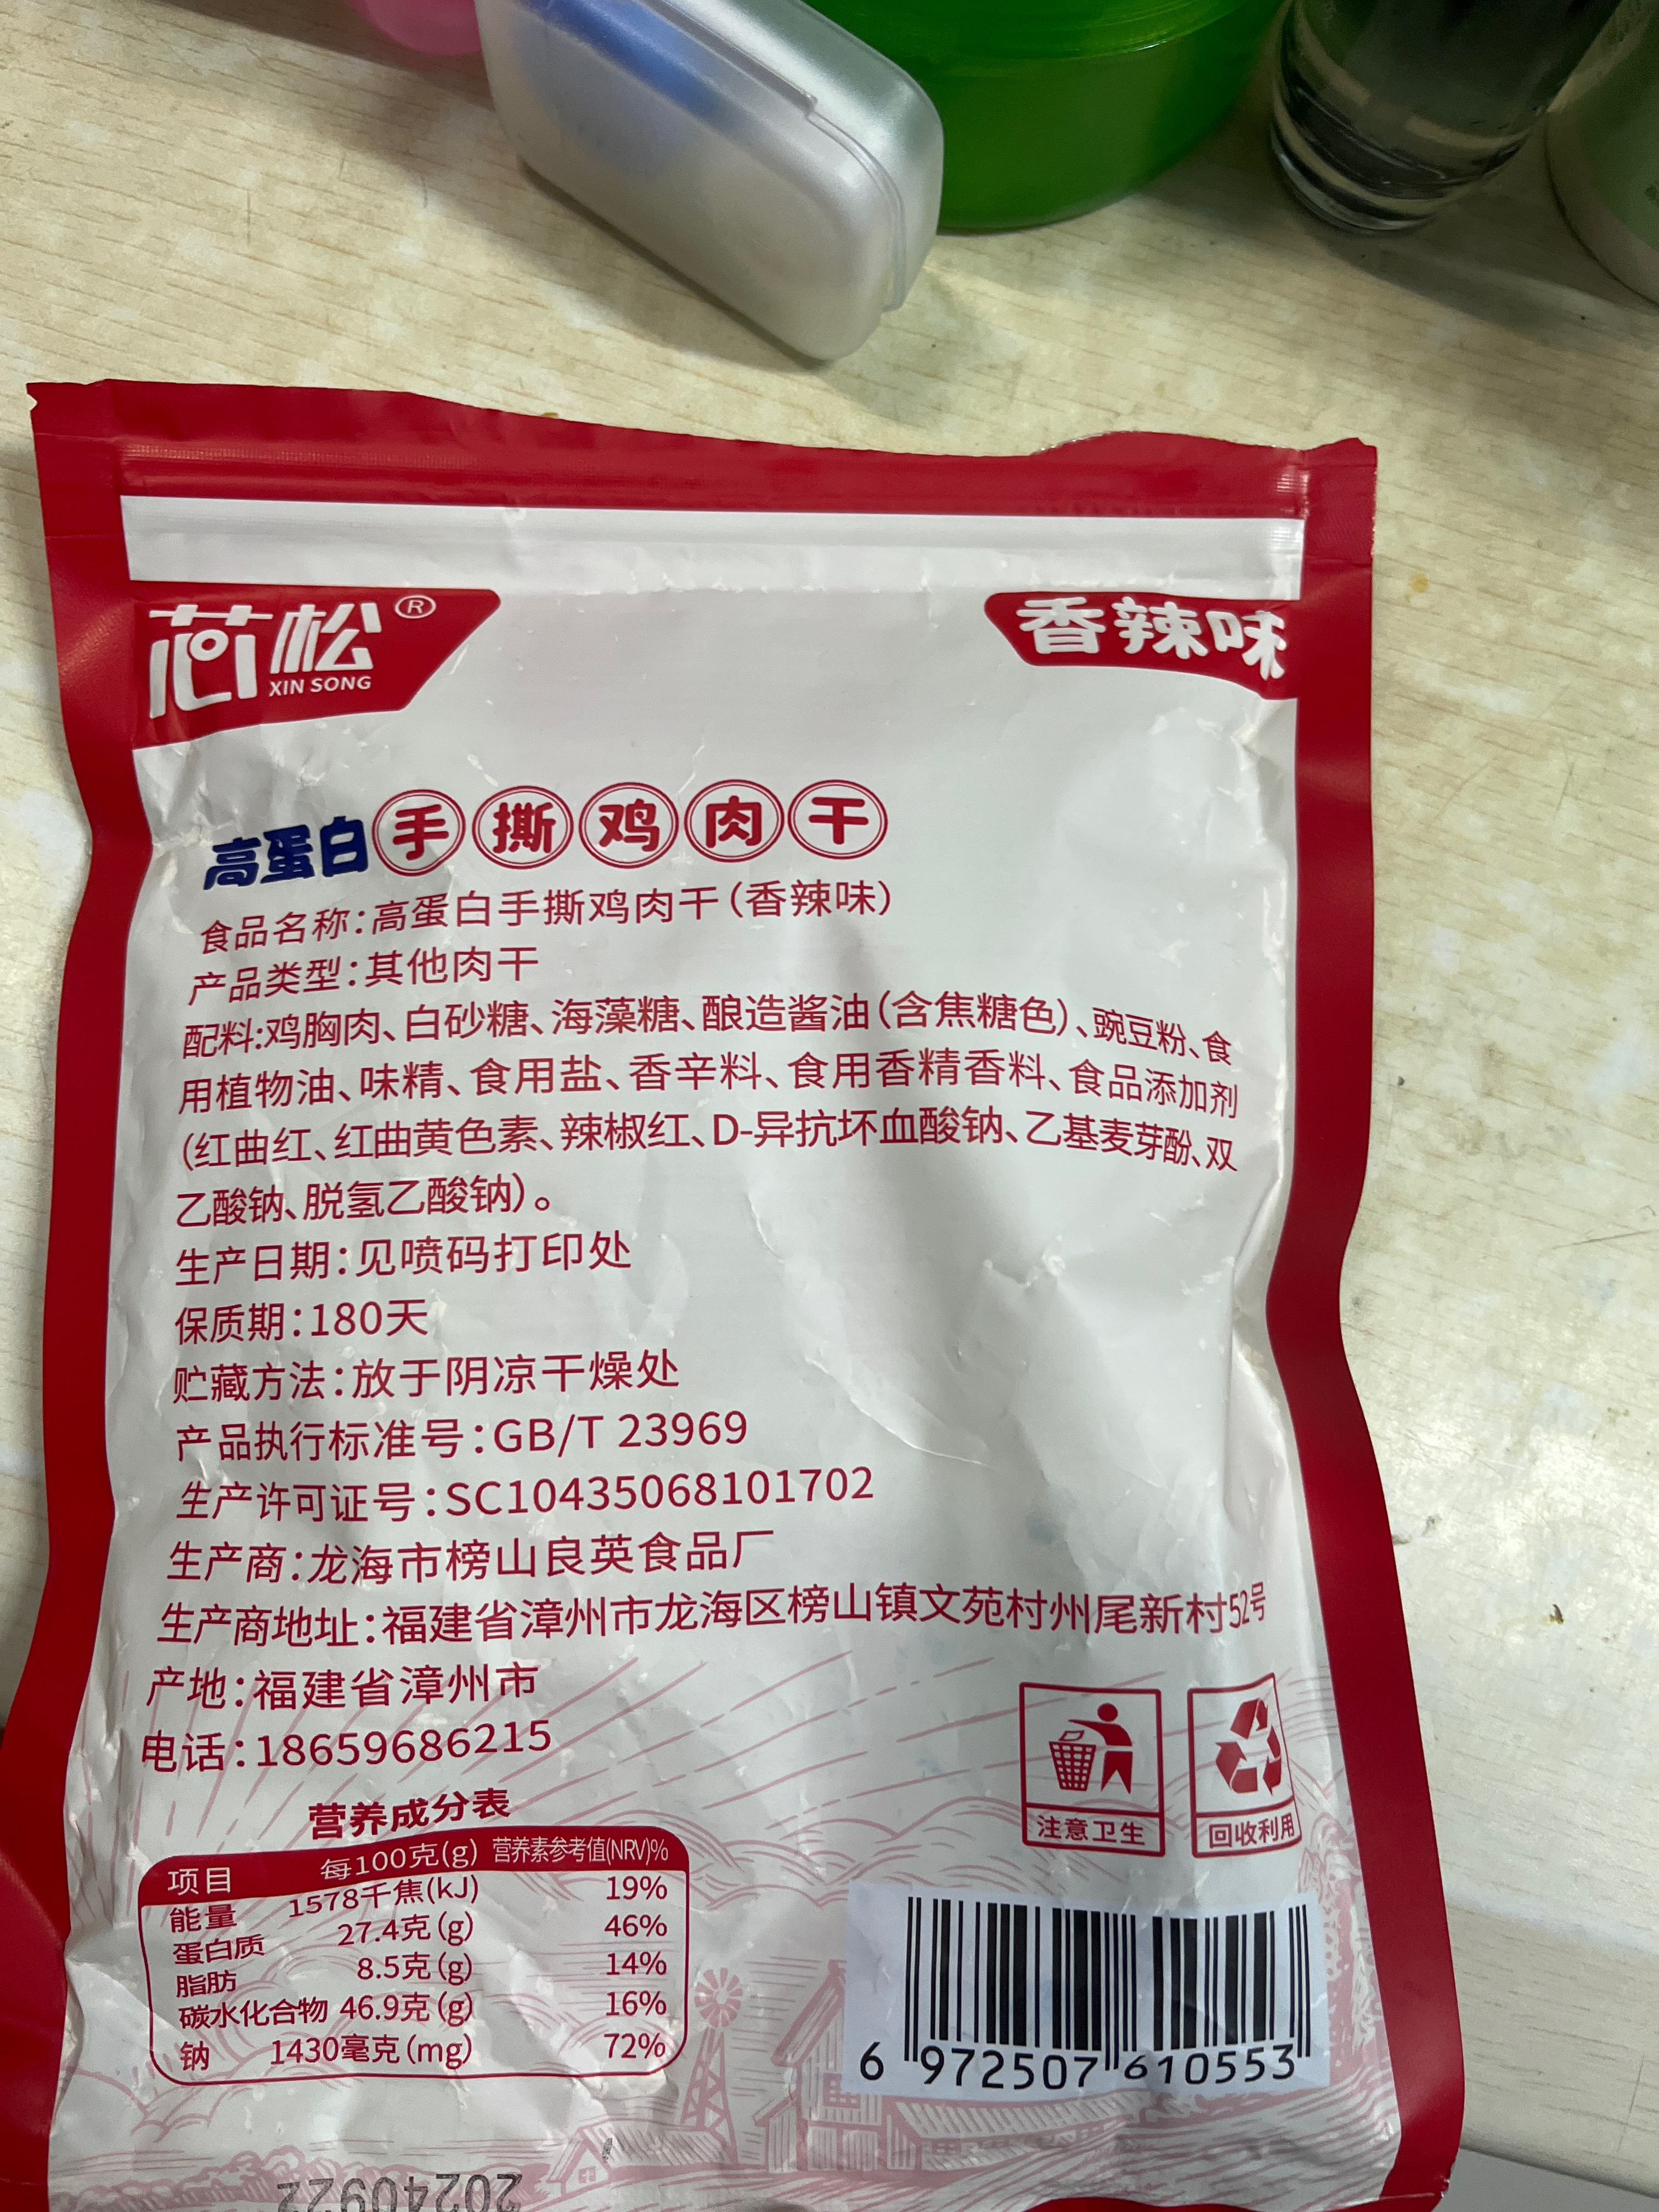 芯松®
XIN SONG
香辣味
高蛋白手撕鸡肉干
食品名称:高蛋白手撕鸡肉干(香辣味)
产品类型:其他肉干
配料:鸡胸肉、白砂糖、海藻糖、酿造酱油(含焦糖色)、豌豆粉、食
用植物油、味精、食用盐、香辛料、食用香精香料、食品添加剂
(红曲红、红曲黄色素、辣椒红、D-异抗坏血酸钠、乙基麦芽酚、双
乙酸钠、脱氢乙酸钠)。
生产日期:见喷码打印处
保质期:180天
贮藏方法:放于阴凉干燥处
产品执行标准号:GB/T 23969
生产许可证号:SC10435068101702
生产商:龙海市榜山良英食品厂
生产商地址:福建省漳州市龙海区榜山镇文苑村州尾新村52号
产地:福建省漳州市
电话:18659686215
注意卫生
回收利用
营养成分表
项目 每100克(g) 营养素参考值(NRV)%
能量 1578千焦(kJ) 19%
蛋白质 27.4克(g) 46%
脂肪 8.5克(g) 14%
碳水化合物 46.9克(g) 16%
钠 1430毫克(mg) 72%
6 972507 610553
20240922